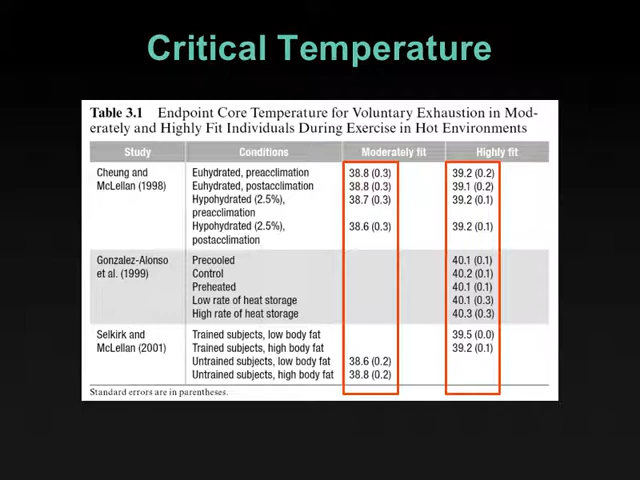 Critical Temperature
Table 3.1 Endpoint Core Temperature for Voluntary Exhaustion in Mod-
erately and Highly Fit Individuals During Exercise in Hot Environments
Study Conditions Moderately fit Highly fit
Cheung and Euhydrated, preacclimation 38.8 (0.3) 39.2 (0.2)
McLellan (1998) Euhydrated, postacclimation 38.8 (0.3) 39.1 (0.2)
Hypohydrated (2.5%), 38.7 (0.3) 39.2 (0.1)
preacclimation
Hypohydrated (2.5%), 38.6 (0.3) 39.2 (0.1)
postacclimation
Gonzalez-Alonso Precooled 40.1 (0.1)
et al. (1999) Control 40.2 (0.1)
Preheated 40.1 (0.1)
Low rate of heat storage 40.1 (0.3)
High rate of heat storage 40.3 (0.3)
Selkirk and Trained subjects, low body fat 39.5 (0.0)
McLellan (2001) Trained subjects, high body fat 39.2 (0.1)
Untrained subjects, low body fat 38.6 (0.2)
Untrained subjects, high body fat 38.8 (0.2)
Standard errors are in parentheses.